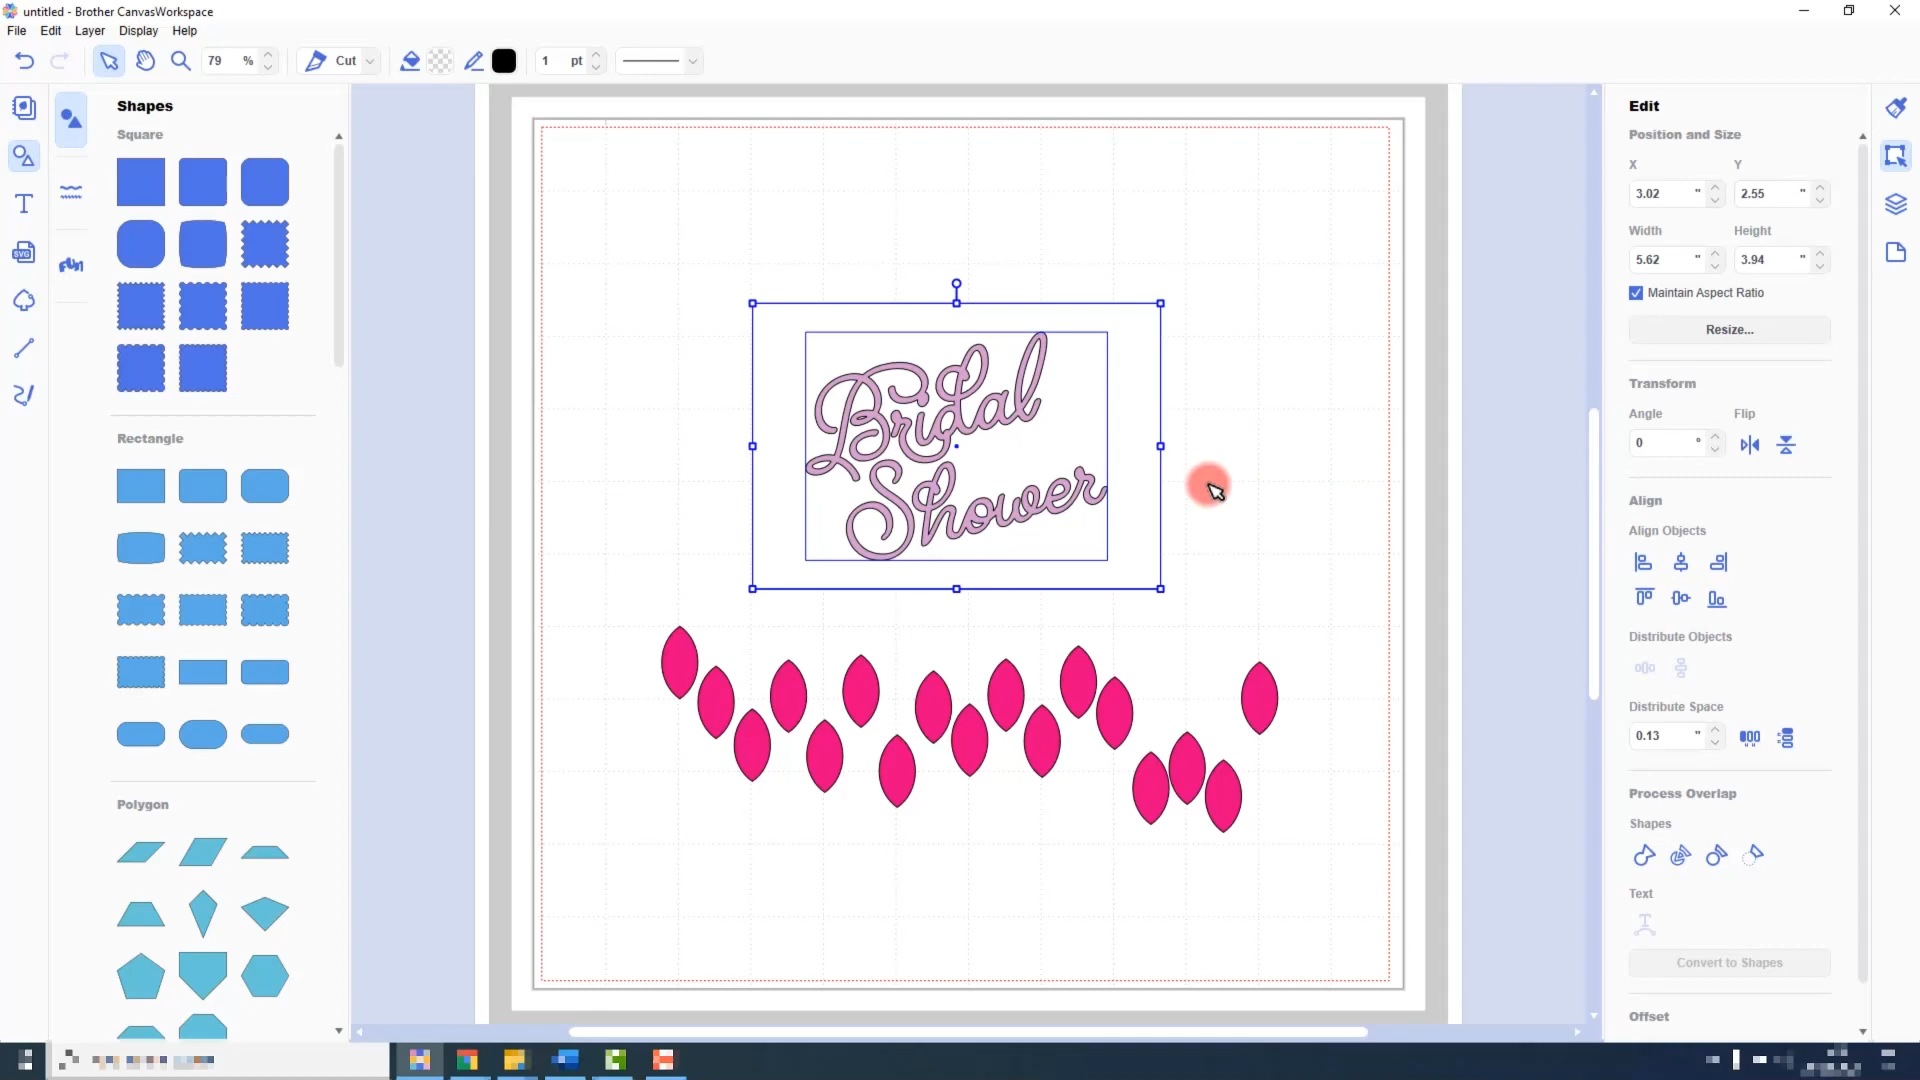 untitled - Brother CanvasWorkspace
File Edit Layer Display Help
79 % Cut 1 pt
Shapes
Square
Rectangle
Polygon
SVG
Fun
Bridal
Shower
Edit
Position and Size
X Y
3.02 " 2.55 "
Width Height
5.62 " 3.94 "
Maintain Aspect Ratio
Resize...
Transform
Angle Flip
0 °
Align
Align Objects
Distribute Objects
Distribute Space
0.13 "
Process Overlap
Shapes
Text
Convert to Shapes
Offset